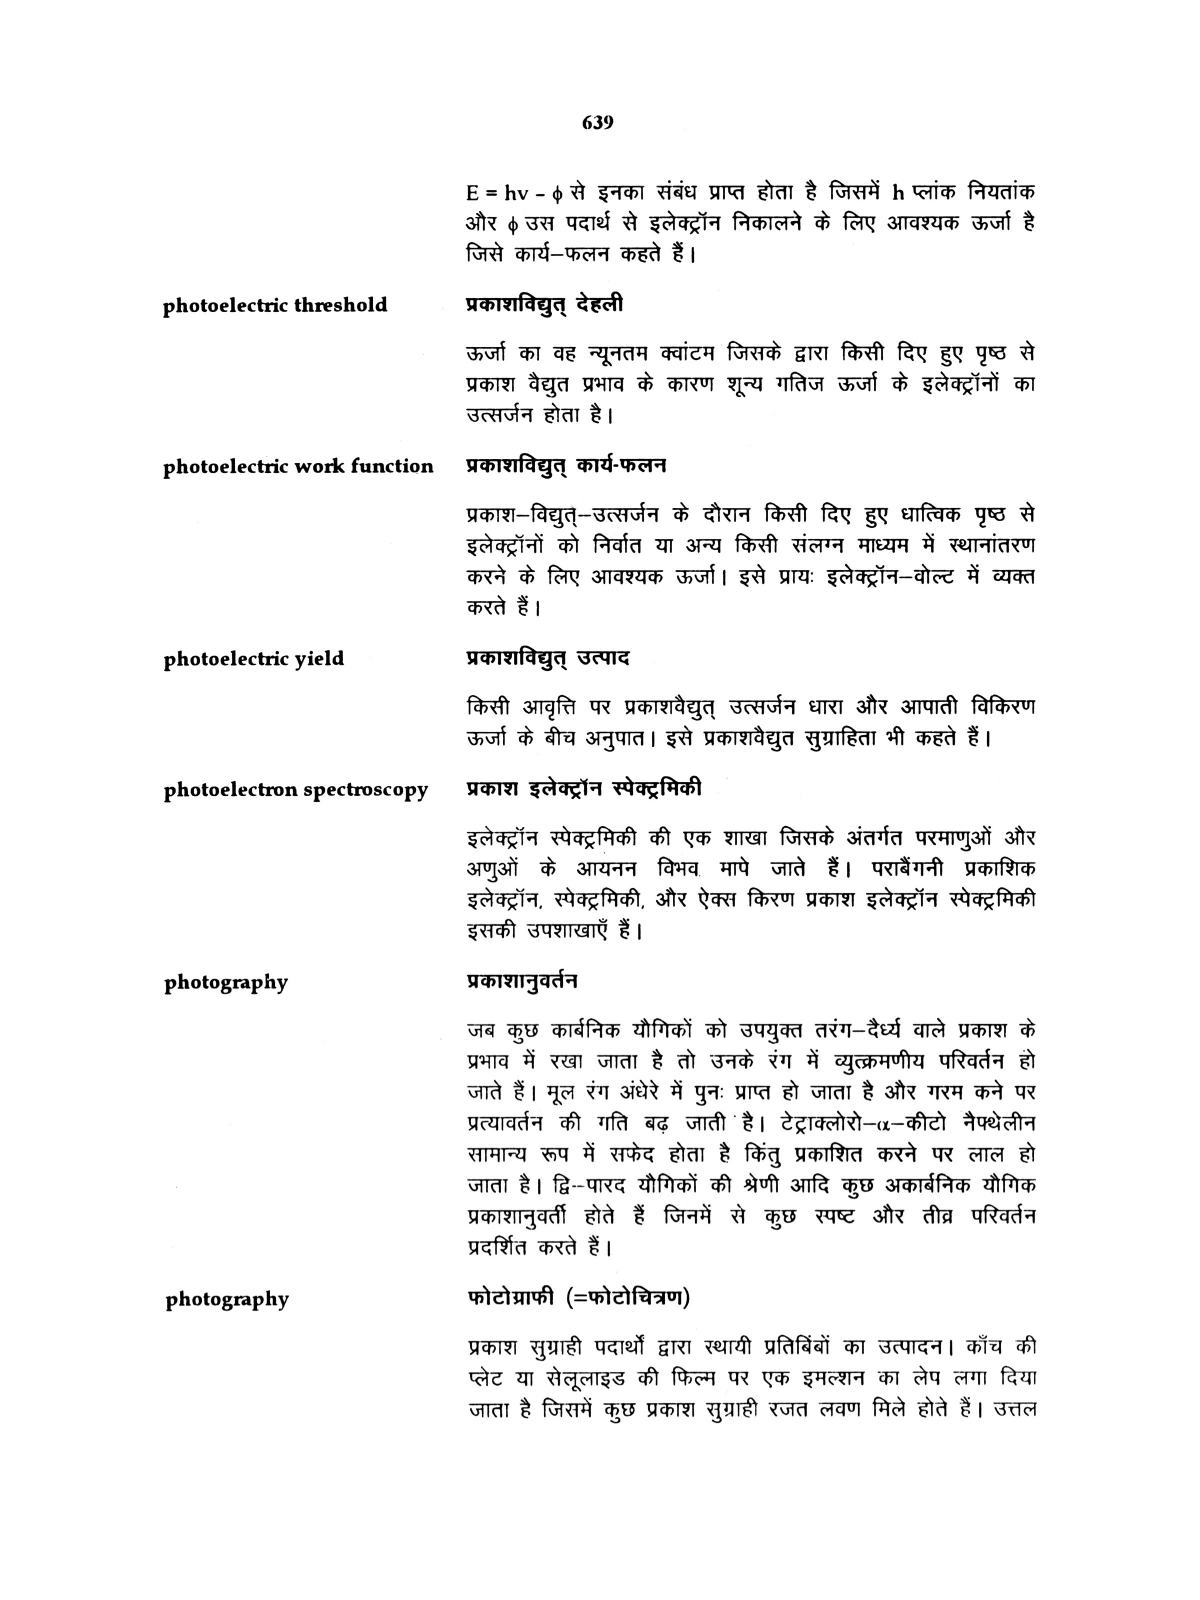 639
E = hv - ϕ से इनका संबंध प्राप्त होता है जिसमें h प्लांक नियतांक
और ϕ उस पदार्थ से इलेक्ट्रॉन निकालने के लिए आवश्यक ऊर्जा है
जिसे कार्य–फलन कहते हैं।
photoelectric threshold प्रकाशविद्युत् देहली
ऊर्जा का वह न्यूनतम क्वांटम जिसके द्वारा किसी दिए हुए पृष्ठ से
प्रकाश वैद्युत प्रभाव के कारण शून्य गतिज ऊर्जा के इलेक्ट्रॉनों का
उत्सर्जन होता है।
photoelectric work function प्रकाशविद्युत् कार्य-फलन
प्रकाश–विद्युत्–उत्सर्जन के दौरान किसी दिए हुए धात्विक पृष्ठ से
इलेक्ट्रॉनों को निर्वात या अन्य किसी संलग्न माध्यम में स्थानांतरण
करने के लिए आवश्यक ऊर्जा। इसे प्रायः इलेक्ट्रॉन–वोल्ट में व्यक्त
करते हैं।
photoelectric yield प्रकाशविद्युत् उत्पाद
किसी आवृत्ति पर प्रकाशवैद्युत् उत्सर्जन धारा और आपाती विकिरण
ऊर्जा के बीच अनुपात। इसे प्रकाशवैद्युत सुग्राहिता भी कहते हैं।
photoelectron spectroscopy प्रकाश इलेक्ट्रॉन स्पेक्ट्रमिकी
इलेक्ट्रॉन स्पेक्ट्रमिकी की एक शाखा जिसके अंतर्गत परमाणुओं और
अणुओं के आयनन विभव मापे जाते हैं। पराबैंगनी प्रकाशिक
इलेक्ट्रॉन, स्पेक्ट्रमिकी, और ऐक्स किरण प्रकाश इलेक्ट्रॉन स्पेक्ट्रमिकी
इसकी उपशाखाएँ हैं।
photography प्रकाशानुवर्तन
जब कुछ कार्बनिक यौगिकों को उपयुक्त तरंग–दैर्ध्य वाले प्रकाश के
प्रभाव में रखा जाता है तो उनके रंग में व्युत्क्रमणीय परिवर्तन हो
जाते हैं। मूल रंग अंधेरे में पुनः प्राप्त हो जाता है और गरम कने पर
प्रत्यावर्तन की गति बढ़ जाती है। टेट्राक्लोरो–α–कीटो नैफ्थेलीन
सामान्य रूप में सफेद होता है किंतु प्रकाशित करने पर लाल हो
जाता है। द्वि--पारद यौगिकों की श्रेणी आदि कुछ अकार्बनिक यौगिक
प्रकाशानुवर्ती होते हैं जिनमें से कुछ स्पष्ट और तीव्र परिवर्तन
प्रदर्शित करते हैं।
photography फोटोग्राफी (=फोटोचित्रण)
प्रकाश सुग्राही पदार्थों द्वारा स्थायी प्रतिबिंबों का उत्पादन। काँच की
प्लेट या सेलूलाइड की फिल्म पर एक इमल्शन का लेप लगा दिया
जाता है जिसमें कुछ प्रकाश सुग्राही रजत लवण मिले होते हैं। उत्तल